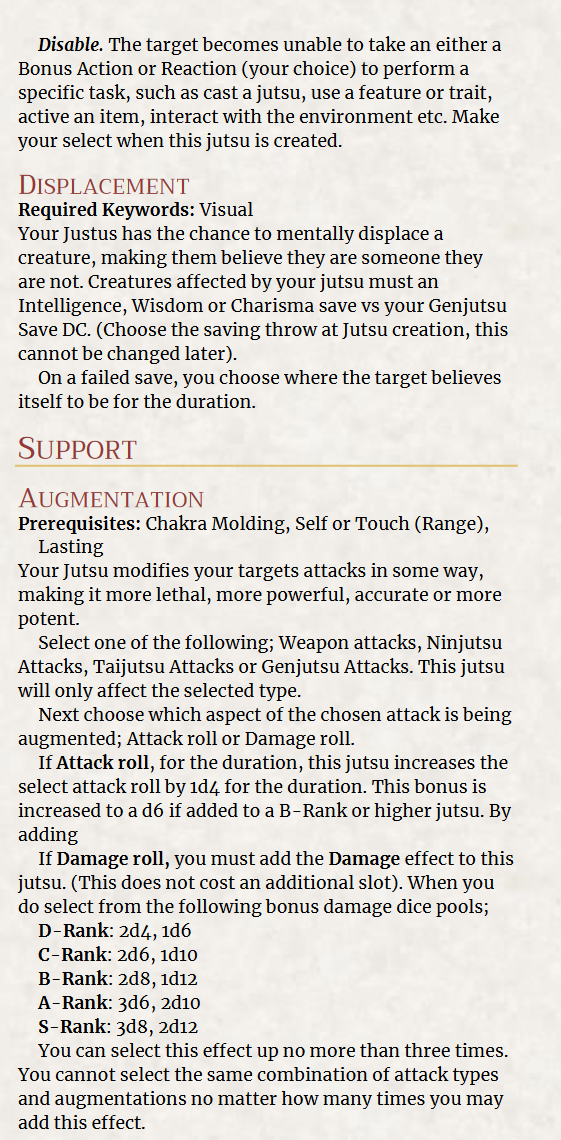 Disable. The target becomes unable to take an either a
Bonus Action or Reaction (your choice) to perform a
specific task, such as cast a jutsu, use a feature or trait,
active an item, interact with the environment etc. Make
your select when this jutsu is created.
DISPLACEMENT
Required Keywords: Visual
Your Justus has the chance to mentally displace a
creature, making them believe they are someone they
are not. Creatures affected by your jutsu must an
Intelligence, Wisdom or Charisma save vs your Genjutsu
Save DC. (Choose the saving throw at Jutsu creation, this
cannot be changed later).
On a failed save, you choose where the target believes
itself to be for the duration.
SUPPORT
AUGMENTATION
Prerequisites: Chakra Molding, Self or Touch (Range),
Lasting
Your Jutsu modifies your targets attacks in some way,
making it more lethal, more powerful, accurate or more
potent.
Select one of the following; Weapon attacks, Ninjutsu
Attacks, Taijutsu Attacks or Genjutsu Attacks. This jutsu
will only affect the selected type.
Next choose which aspect of the chosen attack is being
augmented; Attack roll or Damage roll.
If Attack roll, for the duration, this jutsu increases the
select attack roll by 1d4 for the duration. This bonus is
increased to a d6 if added to a B-Rank or higher jutsu. By
adding
If Damage roll, you must add the Damage effect to this
jutsu. (This does not cost an additional slot). When you
do select from the following bonus damage dice pools;
D-Rank: 2d4, 1d6
C-Rank: 2d6, 1d10
B-Rank: 2d8, 1d12
A-Rank: 3d6, 2d10
S-Rank: 3d8, 2d12
You can select this effect up no more than three times.
You cannot select the same combination of attack types
and augmentations no matter how many times you may
add this effect.